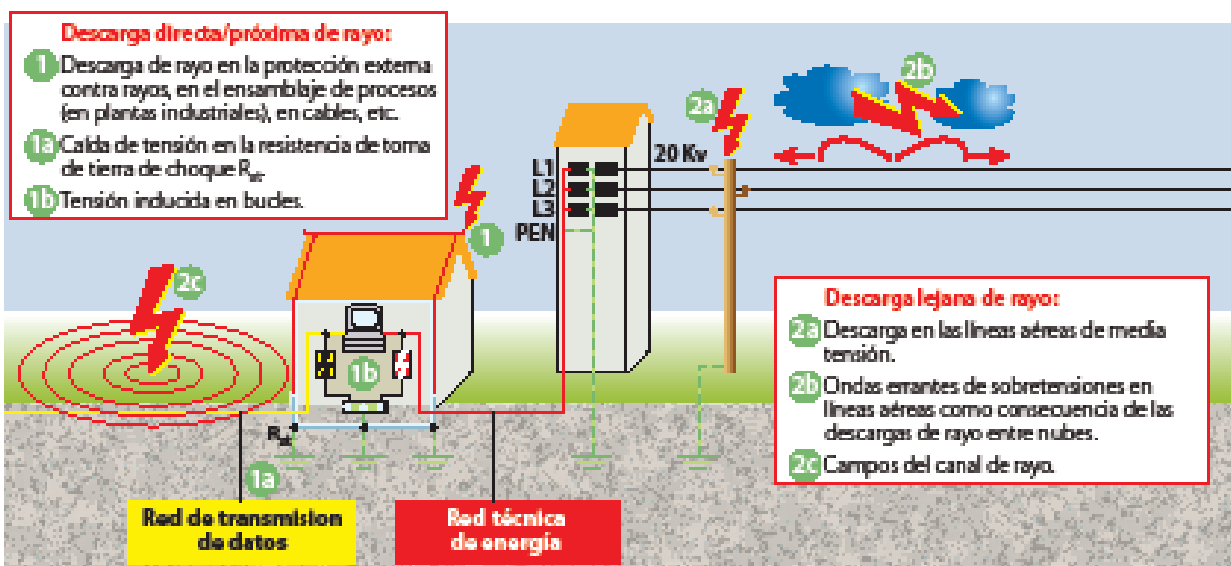 Descarga directa/próxima de rayo:
1 Descarga de rayo en la protección externa
contra rayos, en el ensamblaje de procesos
(en plantas industriales), en cables, etc.
1a Caída de tensión en la resistencia de toma
de tierra de choque R
1b Tensión inducida en bucles.
2a
2b
20 Kv
L1
L2
L3
PEN
1
2c
1b
R
1a
Descarga lejana de rayo:
2a Descarga en las líneas aéreas de media
tensión.
2b Ondas errantes de sobretensiones en
líneas aéreas como consecuencia de las
descargas de rayo entre nubes.
2c Campos del canal de rayo.
Red de transmision
de datos
Red técnica
de energía